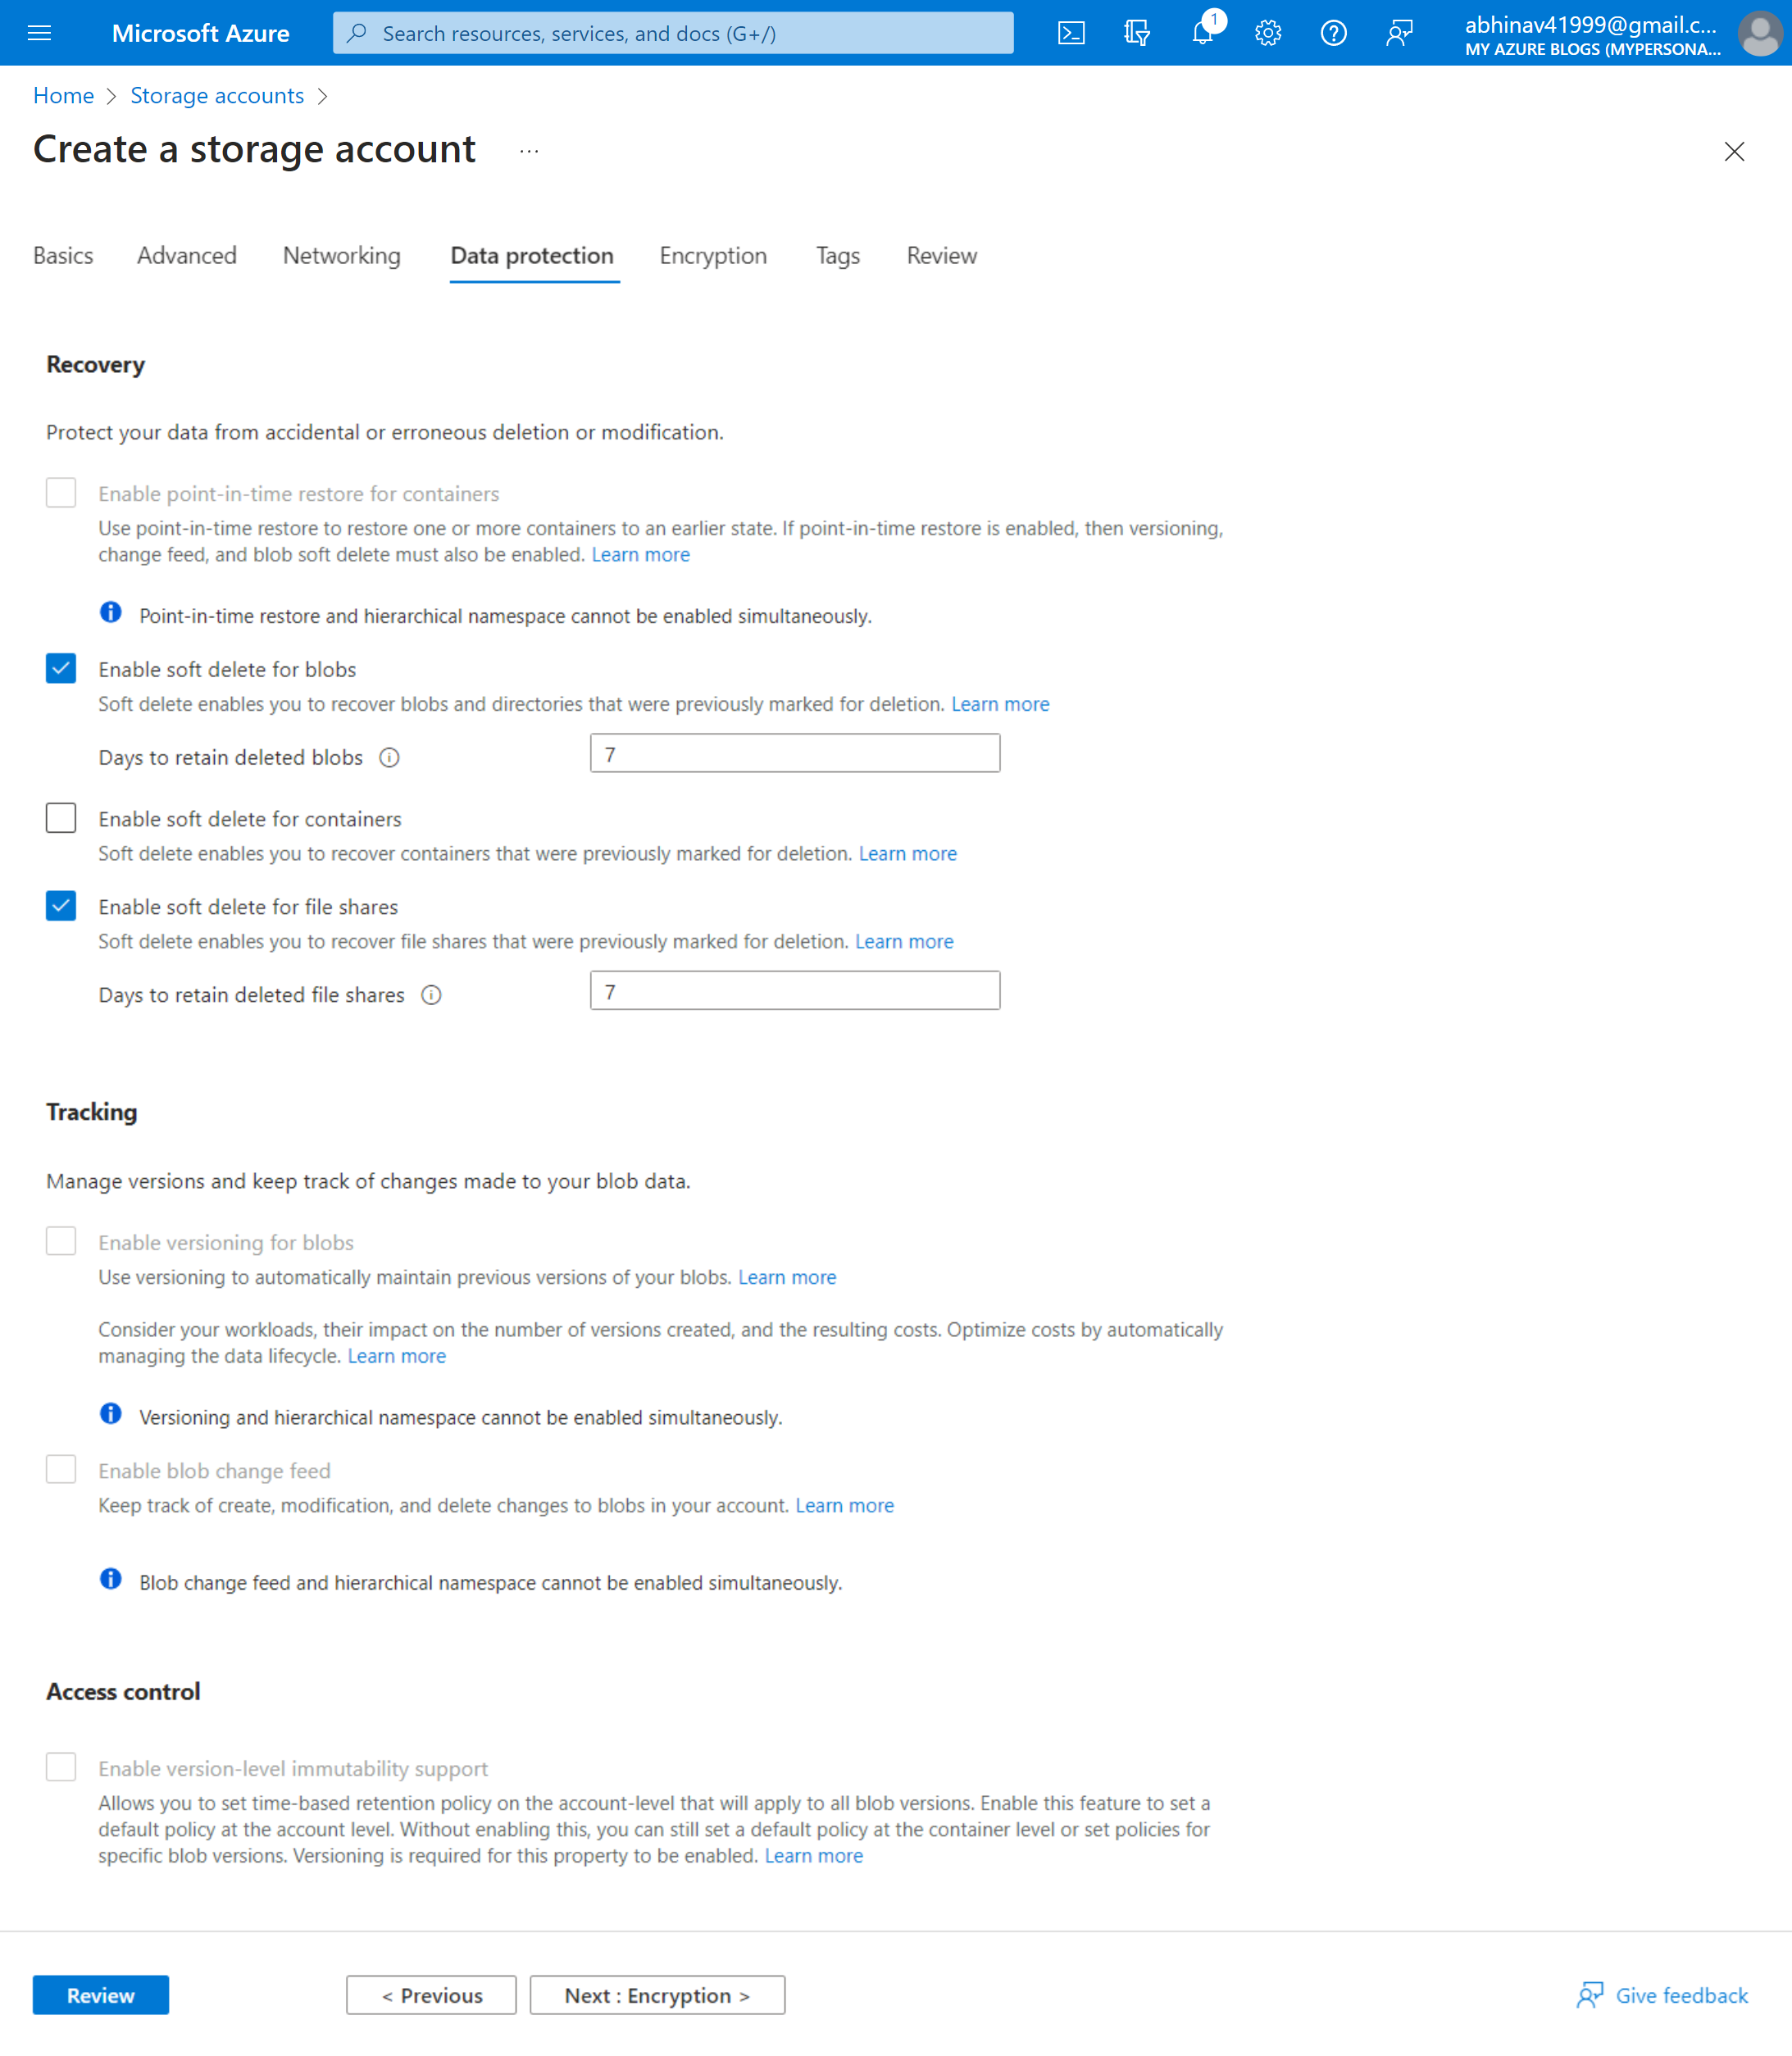 Microsoft Azure
Search resources, services, and docs (G+/)
1
abhinav41999@gmail.c...
MY AZURE BLOGS (MYPERSONA...
Home > Storage accounts >
Create a storage account ...
Basics Advanced Networking Data protection Encryption Tags Review
Recovery
Protect your data from accidental or erroneous deletion or modification.
Enable point-in-time restore for containers
Use point-in-time restore to restore one or more containers to an earlier state. If point-in-time restore is enabled, then versioning,
change feed, and blob soft delete must also be enabled. Learn more
Point-in-time restore and hierarchical namespace cannot be enabled simultaneously.
Enable soft delete for blobs
Soft delete enables you to recover blobs and directories that were previously marked for deletion. Learn more
Days to retain deleted blobs 7
Enable soft delete for containers
Soft delete enables you to recover containers that were previously marked for deletion. Learn more
Enable soft delete for file shares
Soft delete enables you to recover file shares that were previously marked for deletion. Learn more
Days to retain deleted file shares 7
Tracking
Manage versions and keep track of changes made to your blob data.
Enable versioning for blobs
Use versioning to automatically maintain previous versions of your blobs. Learn more
Consider your workloads, their impact on the number of versions created, and the resulting costs. Optimize costs by automatically
managing the data lifecycle. Learn more
Versioning and hierarchical namespace cannot be enabled simultaneously.
Enable blob change feed
Keep track of create, modification, and delete changes to blobs in your account. Learn more
Blob change feed and hierarchical namespace cannot be enabled simultaneously.
Access control
Enable version-level immutability support
Allows you to set time-based retention policy on the account-level that will apply to all blob versions. Enable this feature to set a
default policy at the account level. Without enabling this, you can still set a default policy at the container level or set policies for
specific blob versions. Versioning is required for this property to be enabled. Learn more
Review < Previous Next : Encryption > Give feedback